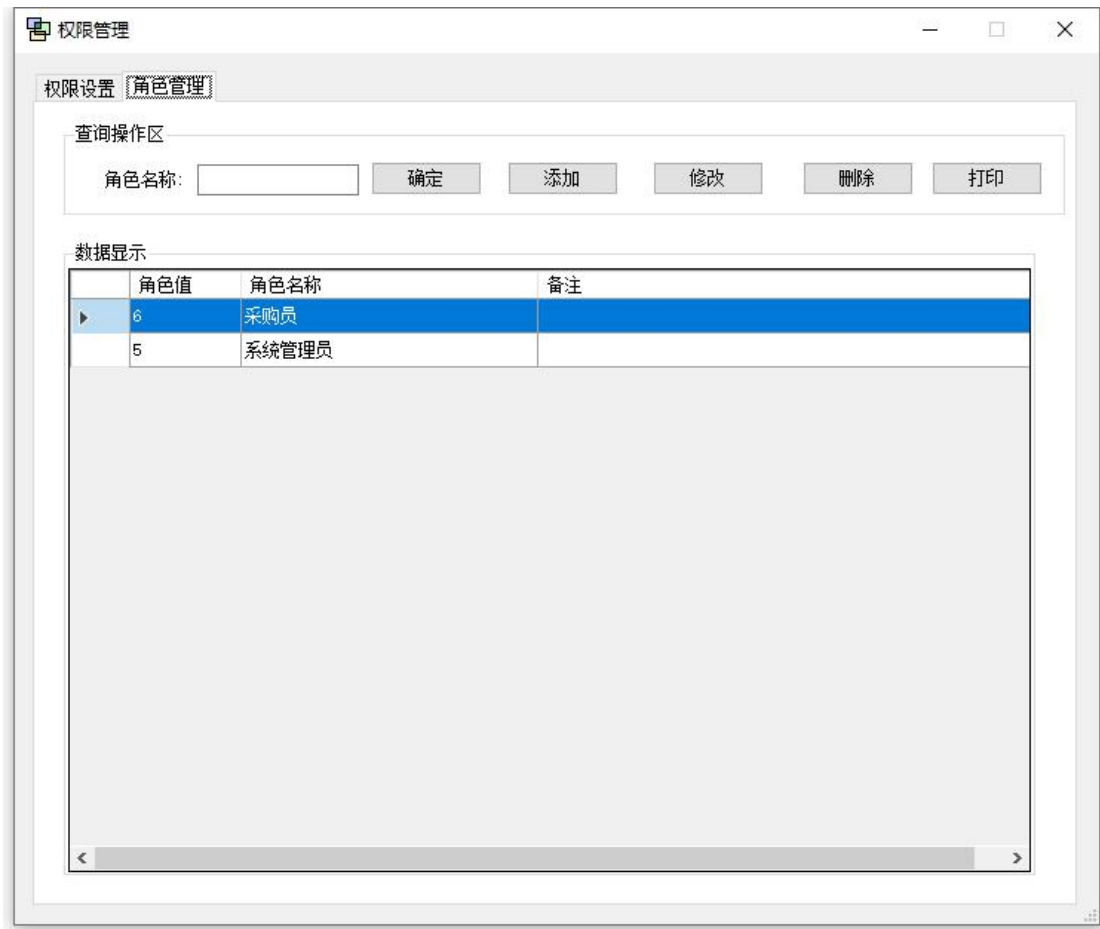 权限管理
权限设置 角色管理
查询操作区
角色名称: 确定 添加 修改 删除 打印
数据显示
角色值 角色名称 备注
6 采购员
5 系统管理员